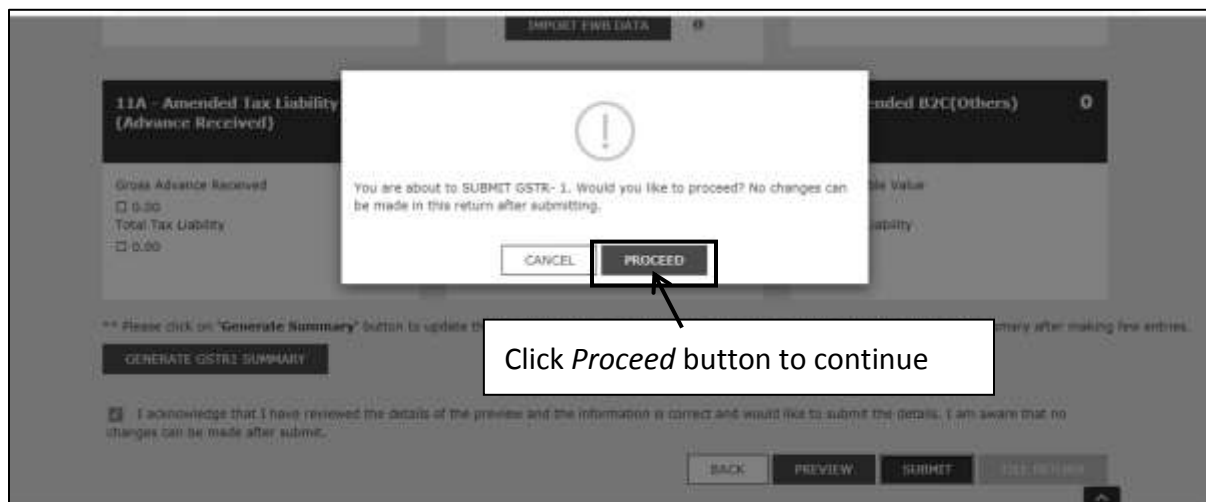 IMPORT EWB DATA
11A - Amended Tax Liability
(Advance Received)
ended B2C(Others) 0
Gross Advance Received
0.00
Total Tax Liability
0.00
ble Value
iability
You are about to SUBMIT GSTR- 1. Would you like to proceed? No changes can
be made in this return after submitting.
CANCEL PROCEED
** Please click on 'Generate Summary' button to update th
mmary after making few entries.
Click Proceed button to continue
GENERATE GSTR1 SUMMARY
I acknowledge that I have reviewed the details of the preview and the information is correct and would like to submit the details. I am aware that no
changes can be made after submit.
BACK PREVIEW SUBMIT FILE RETURN